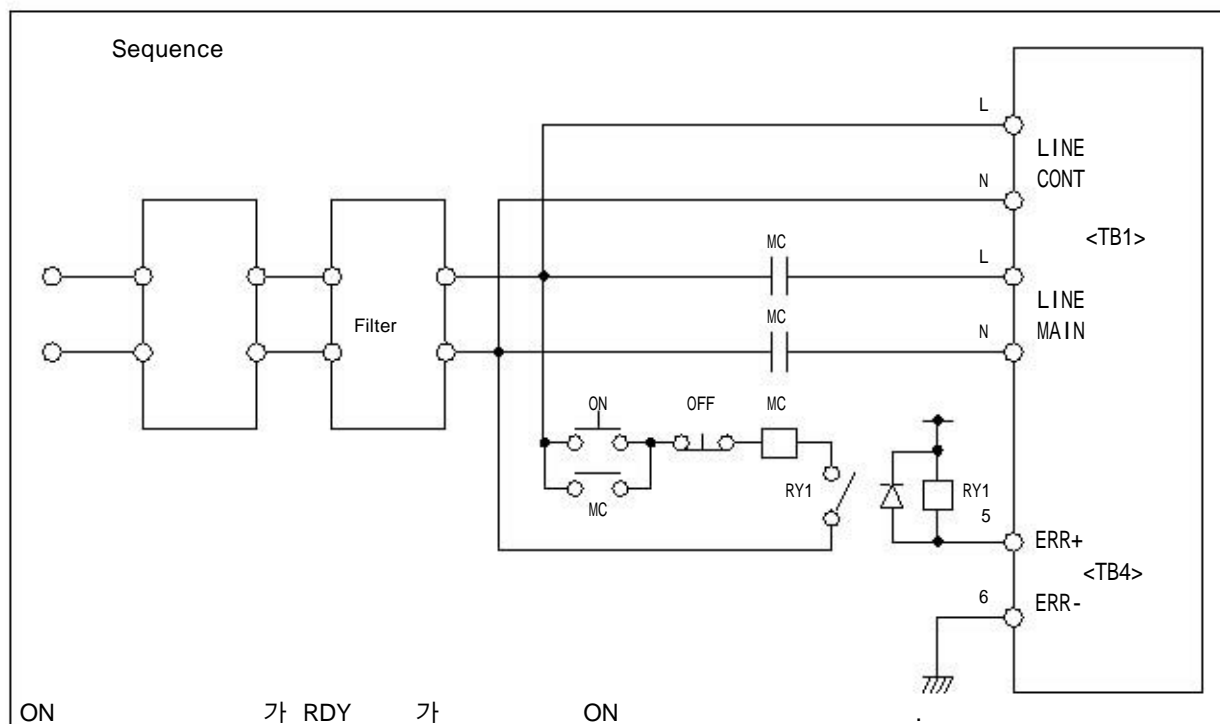 Sequence
L
LINE
CONT
N
<TB1>
MC
L
LINE
MAIN
Filter
MC
N
ON
OFF
MC
RY1
RY1
MC
5
ERR+
<TB4>
6
ERR-
ON 가 RDY 가 ON .